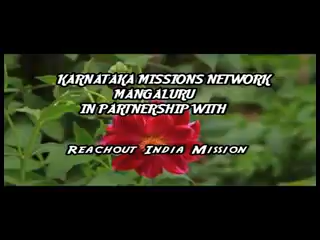 KARNATAKA MISSIONS NETWORK
MANGALURU
IN PARTNERSHIP WITH
REACHOUT INDIA MISSION